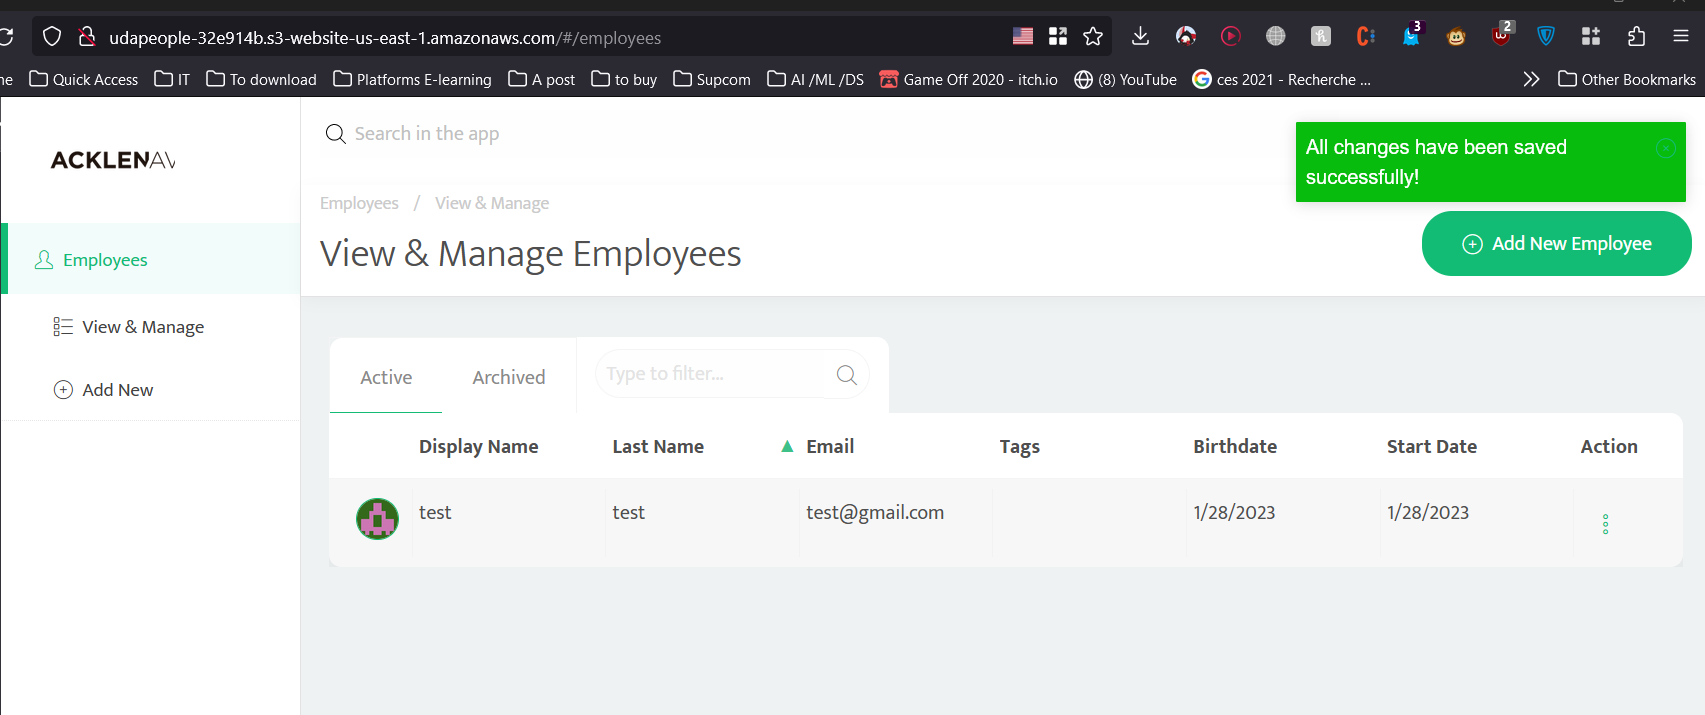 udapeople-32e914b.s3-website-us-east-1.amazonaws.com/#/employees
3
2
ne Quick Access IT To download Platforms E-learning A post to buy Supcom AI /ML /DS Game Off 2020 - itch.io (8) YouTube ces 2021 - Recherche ... Other Bookmarks
ACKLENAV
Search in the app
All changes have been saved
successfully!
Employees / View & Manage
View & Manage Employees
Add New Employee
Employees
View & Manage
Add New
Active Archived Type to filter...
Display Name Last Name Email Tags Birthdate Start Date Action
test test test@gmail.com 1/28/2023 1/28/2023